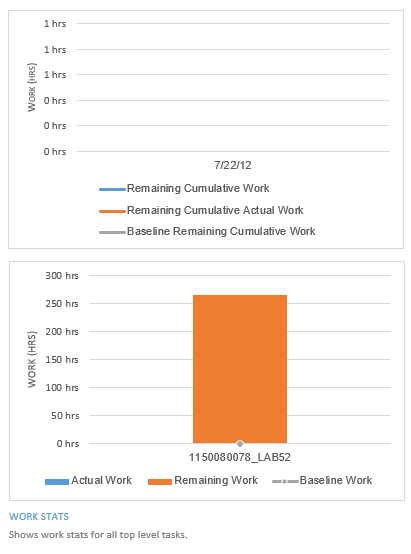 1 hrs
1 hrs
1 hrs
0 hrs
0 hrs
0 hrs
WORK (HRS)
7/22/12
Remaining Cumulative Work
Remaining Cumulative Actual Work
Baseline Remaining Cumulative Work
300 hrs
250 hrs
200 hrs
150 hrs
100 hrs
50 hrs
0 hrs
WORK (HRS)
1150080078_LAB52
Actual Work Remaining Work Baseline Work
WORK STATS
Shows work stats for all top level tasks.